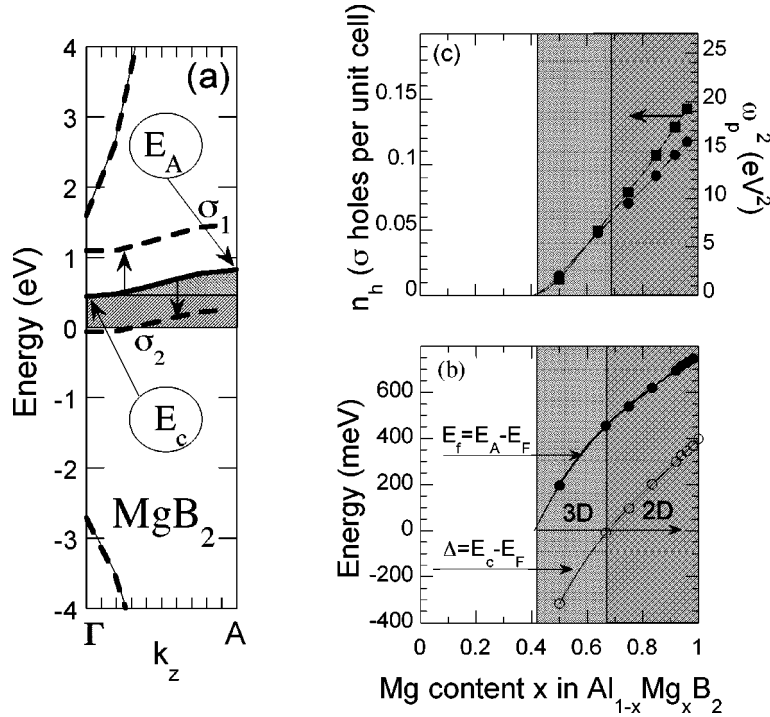 (a)
4
3
2
1
0
-1
-2
-3
-4
Energy (eV)
E_A
σ_1
σ_2
E_c
MgB_2
Γ
A
k_z
(c)
0.15
0.1
0.05
0
n_h (σ holes per unit cell)
25
20
15
10
5
0
ω_p^2 (eV^2)
(b)
600
400
200
0
-200
-400
Energy (meV)
E_f=E_A-E_F
3D
2D
Δ=E_c-E_F
0
0.2
0.4
0.6
0.8
1
Mg content x in Al_{1-x}Mg_xB_2